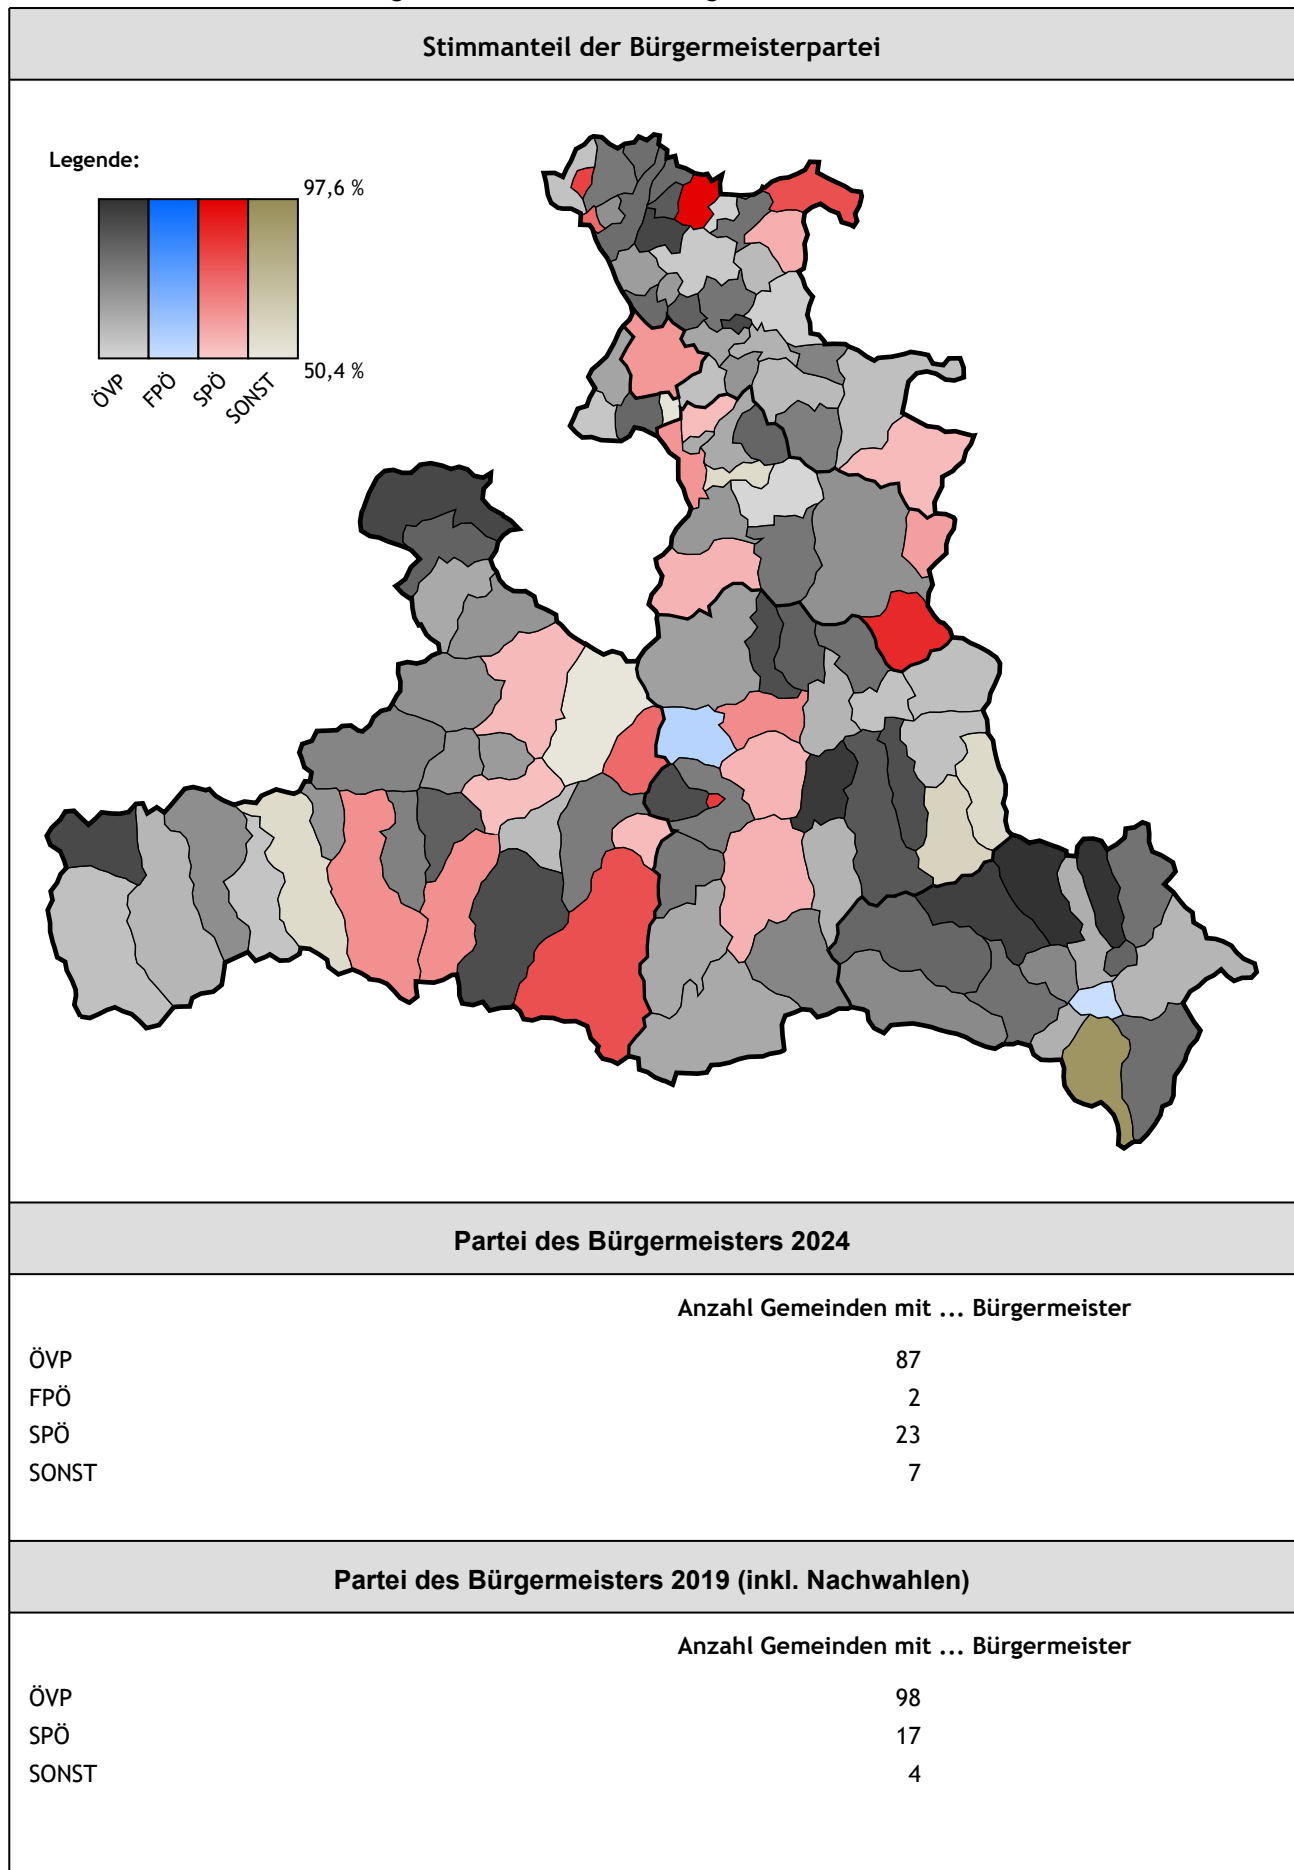 Stimmanteil der Bürgermeisterpartei
Legende:
97,6 %
50,4 %
ÖVP
FPÖ
SPÖ
SONST
Partei des Bürgermeisters 2024
Anzahl Gemeinden mit ... Bürgermeister
ÖVP 87
FPÖ 2
SPÖ 23
SONST 7
Partei des Bürgermeisters 2019 (inkl. Nachwahlen)
Anzahl Gemeinden mit ... Bürgermeister
ÖVP 98
SPÖ 17
SONST 4